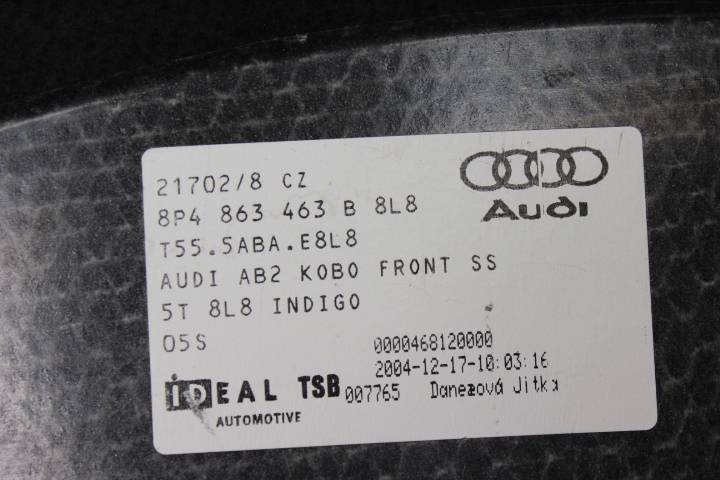 21702/8 CZ
8P4 863 463 B 8L8
Audi
T55.5ABA.E8L8
AUDI AB2 KOBO FRONT SS
5T 8L8 INDIGO
05S
0000468120000
2004-12-17-10:03:16
IDEAL TSB
007765 Danezová Jitka
AUTOMOTIVE